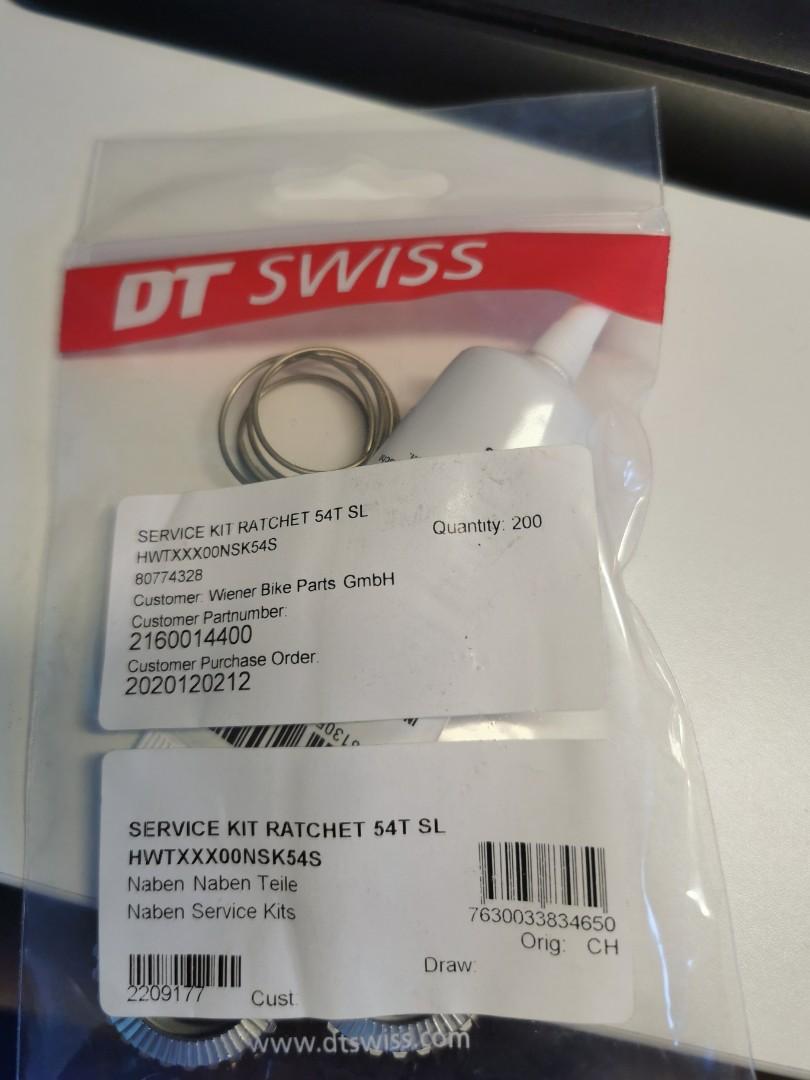 DT SWISS
SERVICE KIT RATCHET 54T SL
Quantity: 200
HWTXXX00NSK54S
80774328
Customer: Wiener Bike Parts GmbH
Customer Partnumber:
2160014400
Customer Purchase Order:
2020120212
SERVICE KIT RATCHET 54T SL
HWTXXX00NSK54S
Naben Naben Teile
Naben Service Kits
7630033834650
Orig: CH
Draw:
2209177
Cust:
www.dtswiss.com